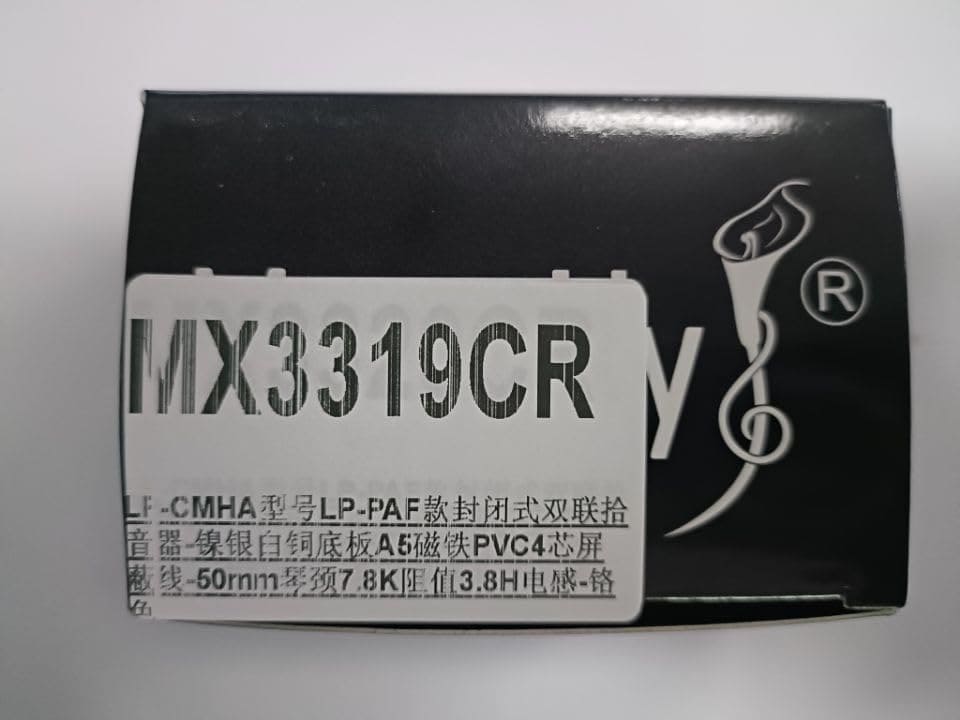 MX3319CR
y
®
LP-CMHA型号LP-PAF款封闭式双联拾
音器-镍银白铜底板A5磁铁PVC4芯屏
蔽线-50mm琴颈7.8K阻值3.8H电感-铬
色